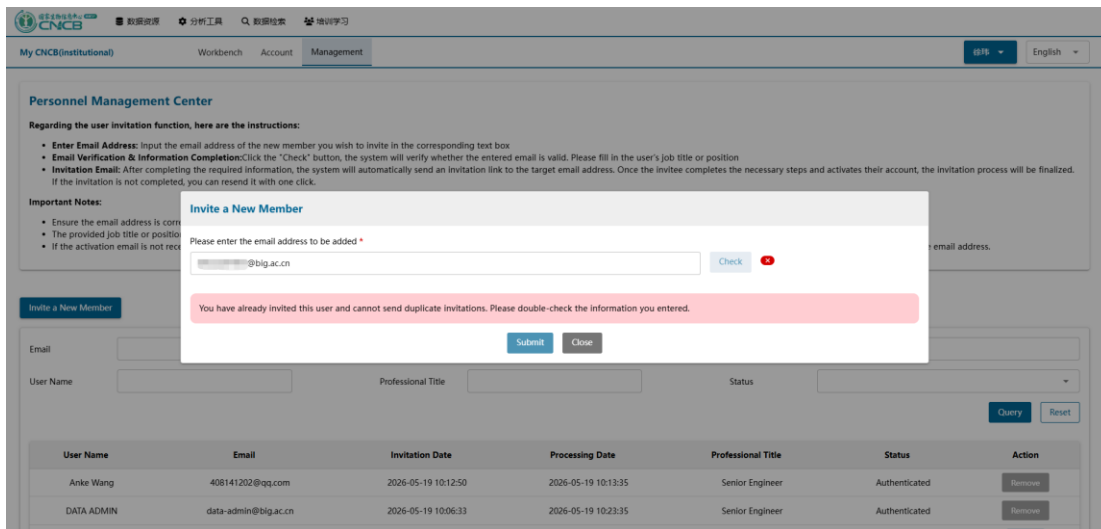 国家生物信息中心
CNCB
数据资源 分析工具 数据检索 培训学习
My CNCB(institutional) Workbench Account Management English
Personnel Management Center
Regarding the user invitation function, here are the instructions:
Enter Email Address: Input the email address of the new member you wish to invite in the corresponding text box
Email Verification & Information Completion:Click the "Check" button, the system will verify whether the entered email is valid. Please fill in the user's job title or position
Invitation Email: After completing the required information, the system will automatically send an invitation link to the target email address. Once the invitee completes the necessary steps and activates their account, the invitation process will be finalized.
If the invitation is not completed, you can resend it with one click.
Important Notes:
Ensure the email address is
The provided job title or
If the activation email is not
email address.
Invite a New Member
Please enter the email address to be added *
@big.ac.cn Check
You have already invited this user and cannot send duplicate invitations. Please double-check the information you entered.
Submit Close
Invite a New Member
Email
User Name Professional Title Status
Query Reset
User Name Email Invitation Date Processing Date Professional Title Status Action
Anke Wang 408141202@qq.com 2026-05-19 10:12:50 2026-05-19 10:13:35 Senior Engineer Authenticated Remove
DATA ADMIN data-admin@big.ac.cn 2026-05-19 10:06:33 2026-05-19 10:23:35 Senior Engineer Authenticated Remove